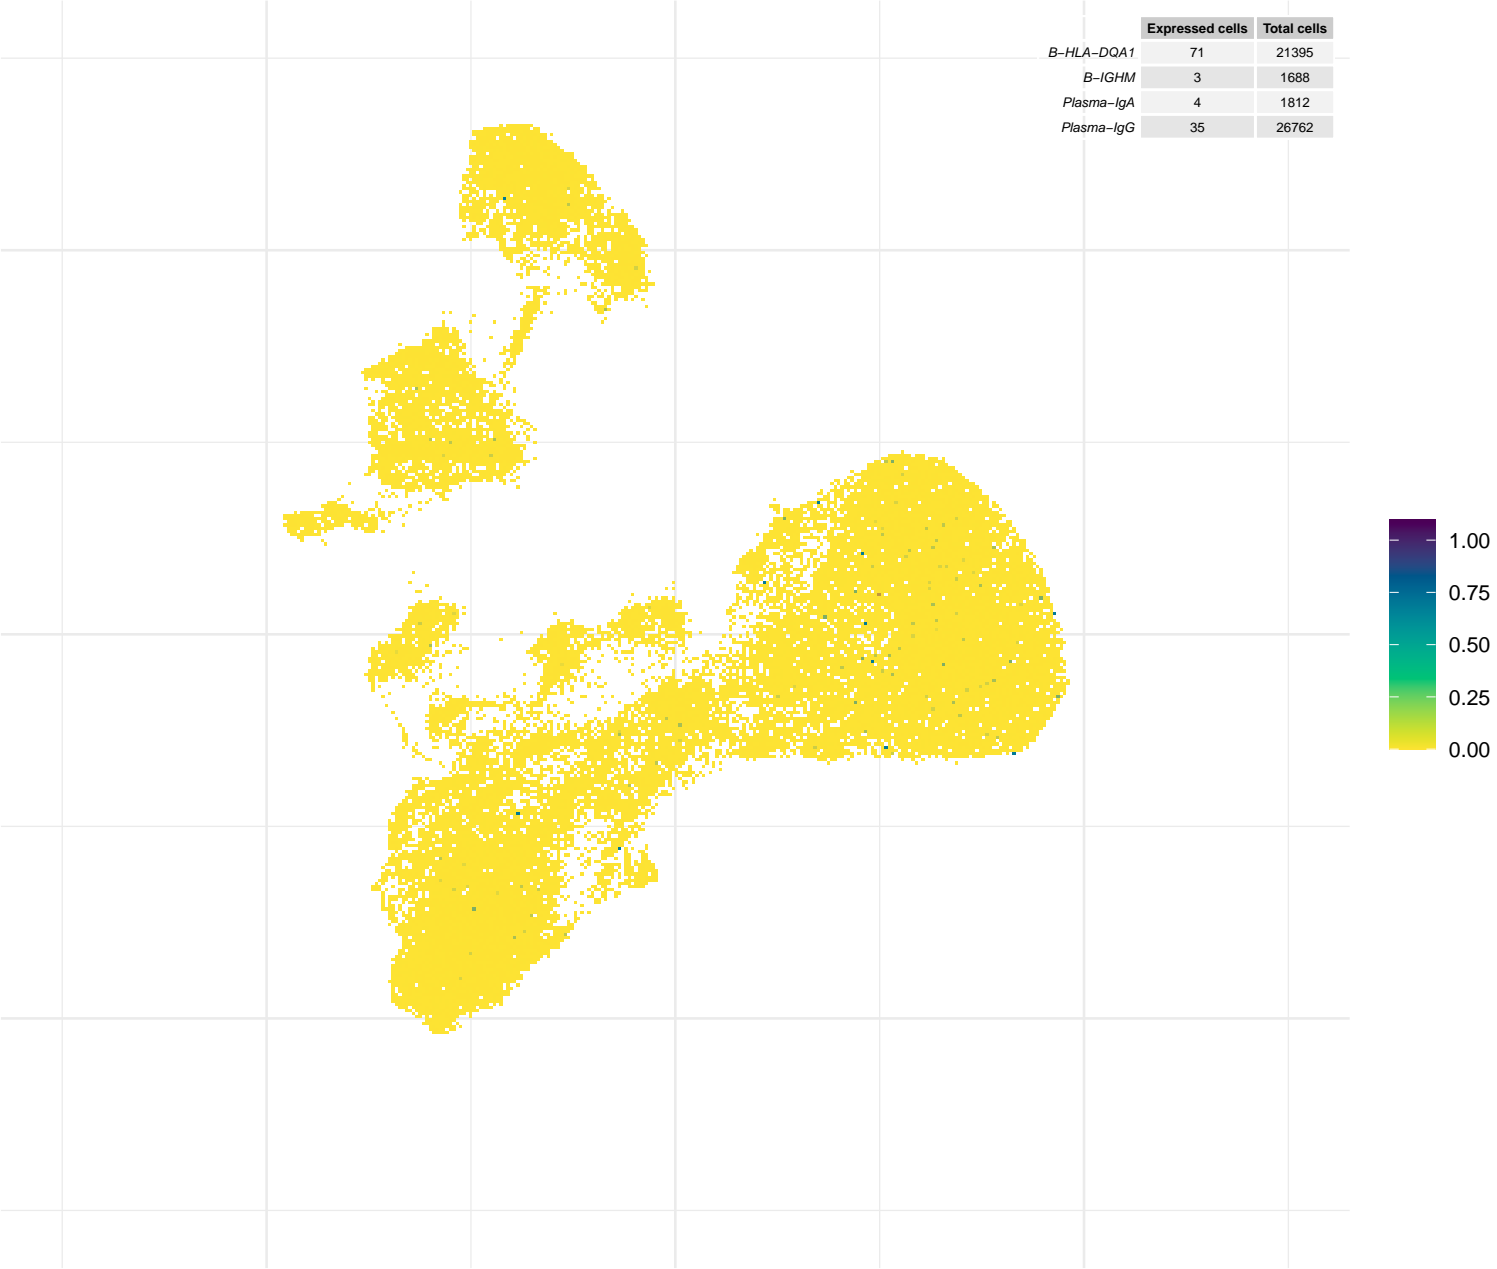 Expressed cells Total cells
B−HLA−DQA1 71 21395
B−IGHM 3 1688
Plasma−IgA 4 1812
Plasma−IgG 35 26762
1.00
0.75
0.50
0.25
0.00